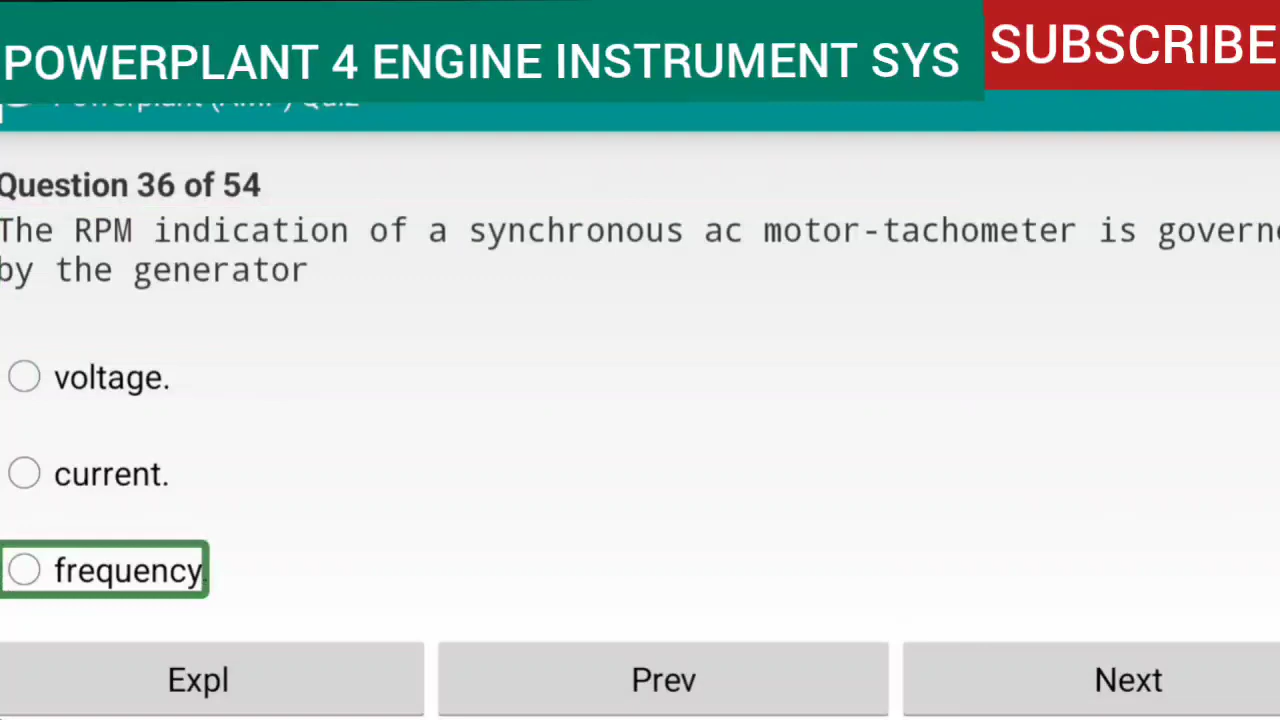 POWERPLANT 4 ENGINE INSTRUMENT SYS
SUBSCRIBE
Question 36 of 54
The RPM indication of a synchronous ac motor-tachometer is govern
by the generator
voltage.
current.
frequency
Expl
Prev
Next